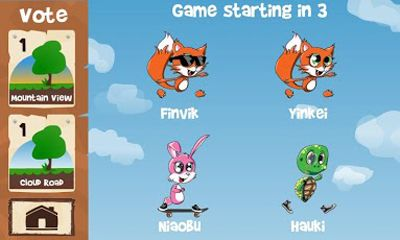 Vote
1
Mountain View
1
Cloud Road
Game starting in 3
Finvik
Yinkei
NiaoBu
Hauki